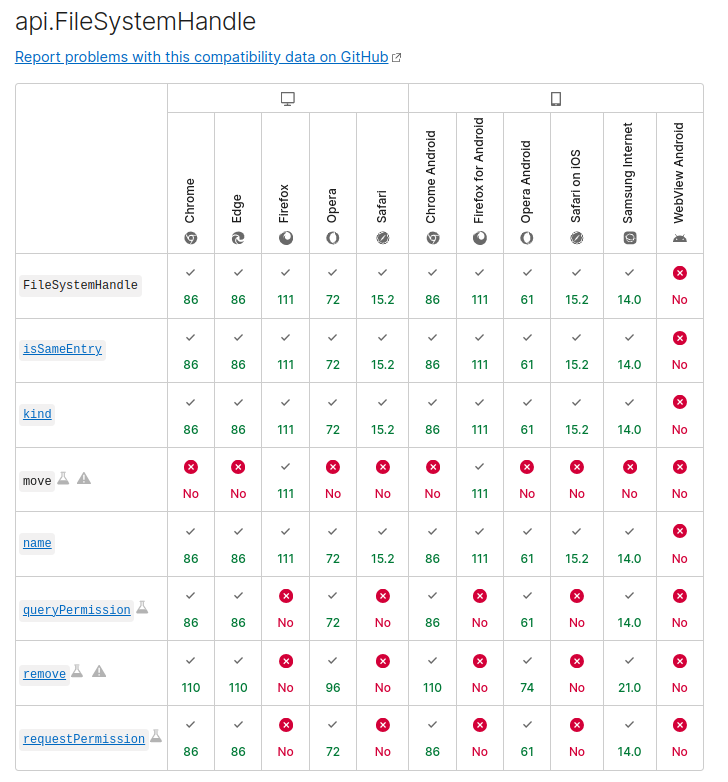 api.FileSystemHandle
Report problems with this compatibility data on GitHub
Chrome Edge Firefox Opera Safari Chrome Android Firefox for Android Opera Android Safari on iOS Samsung Internet WebView Android
FileSystemHandle 86 86 111 72 15.2 86 111 61 15.2 14.0 No
isSameEntry 86 86 111 72 15.2 86 111 61 15.2 14.0 No
kind 86 86 111 72 15.2 86 111 61 15.2 14.0 No
move No No 111 No No No 111 No No No No
name 86 86 111 72 15.2 86 111 61 15.2 14.0 No
queryPermission 86 86 No 72 No 86 No 61 No 14.0 No
remove 110 110 No 96 No 110 No 74 No 21.0 No
requestPermission 86 86 No 72 No 86 No 61 No 14.0 No